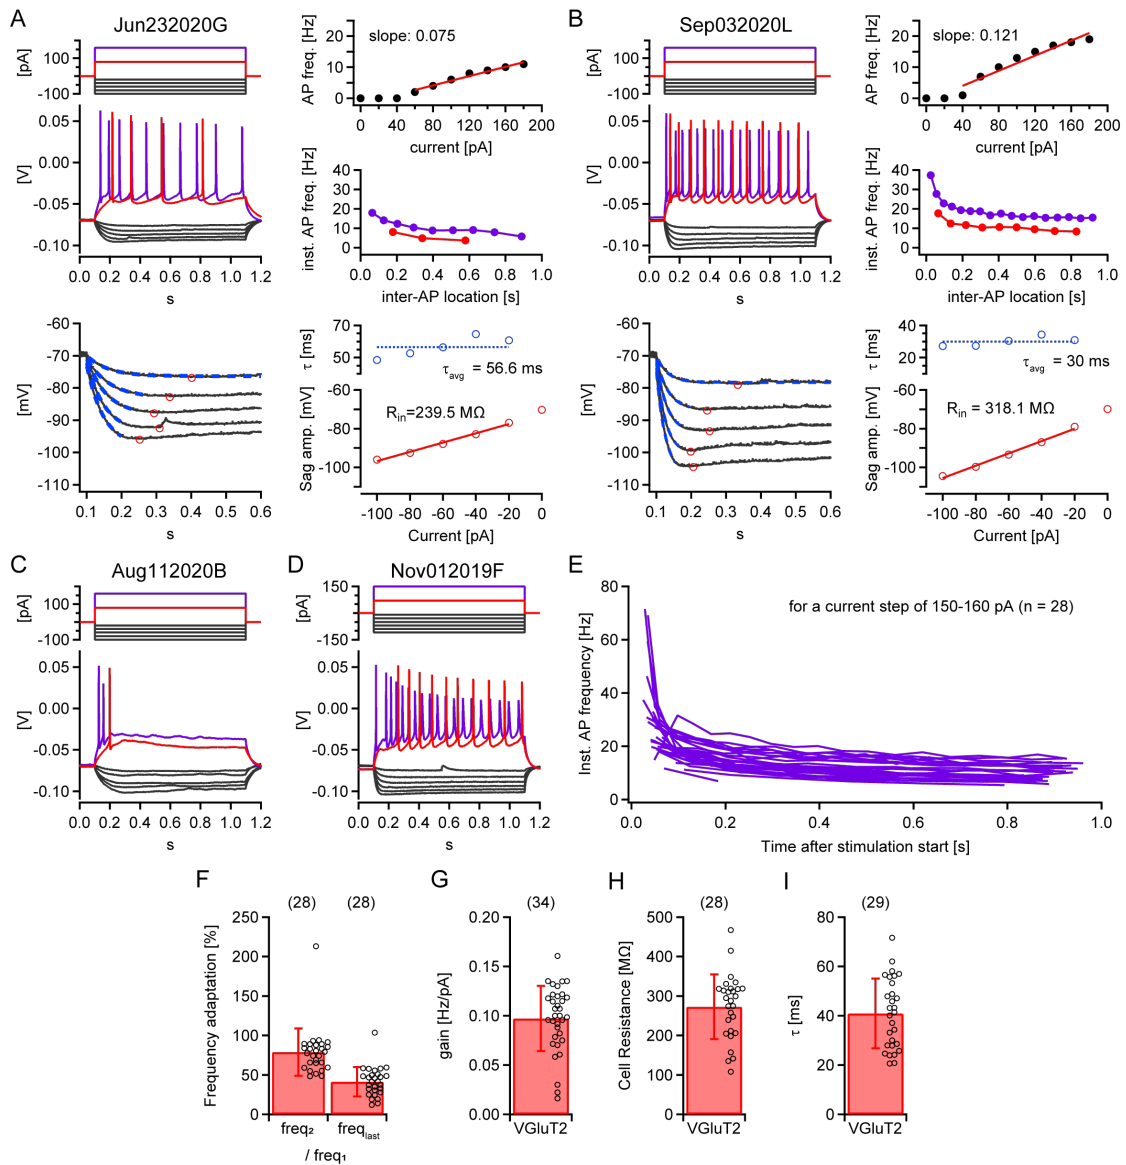 A
Jun232020G
[pA]
100
0
-100
[V]
0.05
0.00
-0.05
-0.10
0.0 0.2 0.4 0.6 0.8 1.0 1.2
s
AP freq. [Hz]
20
10
0
slope: 0.075
0 40 80 120 160 200
current [pA]
inst. AP freq. [Hz]
40
30
20
10
0
0.0 0.2 0.4 0.6 0.8 1.0
inter-AP location [s]
[mV]
-60
-70
-80
-90
-100
-110
0.1 0.2 0.3 0.4 0.5 0.6
s
τ [ms]
70
50
τavg = 56.6 ms
Sag amp. [mV]
-60
-80
-100
Rin=239.5 MΩ
-100 -80 -60 -40 -20 0
Current [pA]
B
Sep032020L
[pA]
100
0
-100
[V]
0.05
0.00
-0.05
-0.10
0.0 0.2 0.4 0.6 0.8 1.0 1.2
s
AP freq. [Hz]
20
10
0
slope: 0.121
0 40 80 120 160 200
current [pA]
inst. AP freq. [Hz]
40
30
20
10
0
0.0 0.2 0.4 0.6 0.8 1.0
inter-AP location [s]
[mV]
-60
-70
-80
-90
-100
-110
0.1 0.2 0.3 0.4 0.5 0.6
s
τ [ms]
40
20
τavg = 30 ms
Sag amp. [mV]
-60
-80
-100
Rin = 318.1 MΩ
-100 -80 -60 -40 -20 0
Current [pA]
C
Aug112020B
[pA]
100
0
-100
[V]
0.05
0.00
-0.05
-0.10
0.0 0.2 0.4 0.6 0.8 1.0 1.2
s
D
Nov012019F
[pA]
150
0
-150
[V]
0.05
0.00
-0.05
-0.10
0.0 0.2 0.4 0.6 0.8 1.0 1.2
s
E
for a current step of 150-160 pA (n = 28)
Inst. AP frequency [Hz]
80
60
40
20
0
0.0 0.2 0.4 0.6 0.8 1.0
Time after stimulation start [s]
F
(28) (28)
Frequency adaptation [%]
250
200
150
100
50
0
freq₂ freqlast
/ freq₁
G
(34)
gain [Hz/pA]
0.20
0.15
0.10
0.05
0.00
VGluT2
H
(28)
Cell Resistance [MΩ]
500
400
300
200
100
0
VGluT2
I
(29)
τ [ms]
80
60
40
20
0
VGluT2